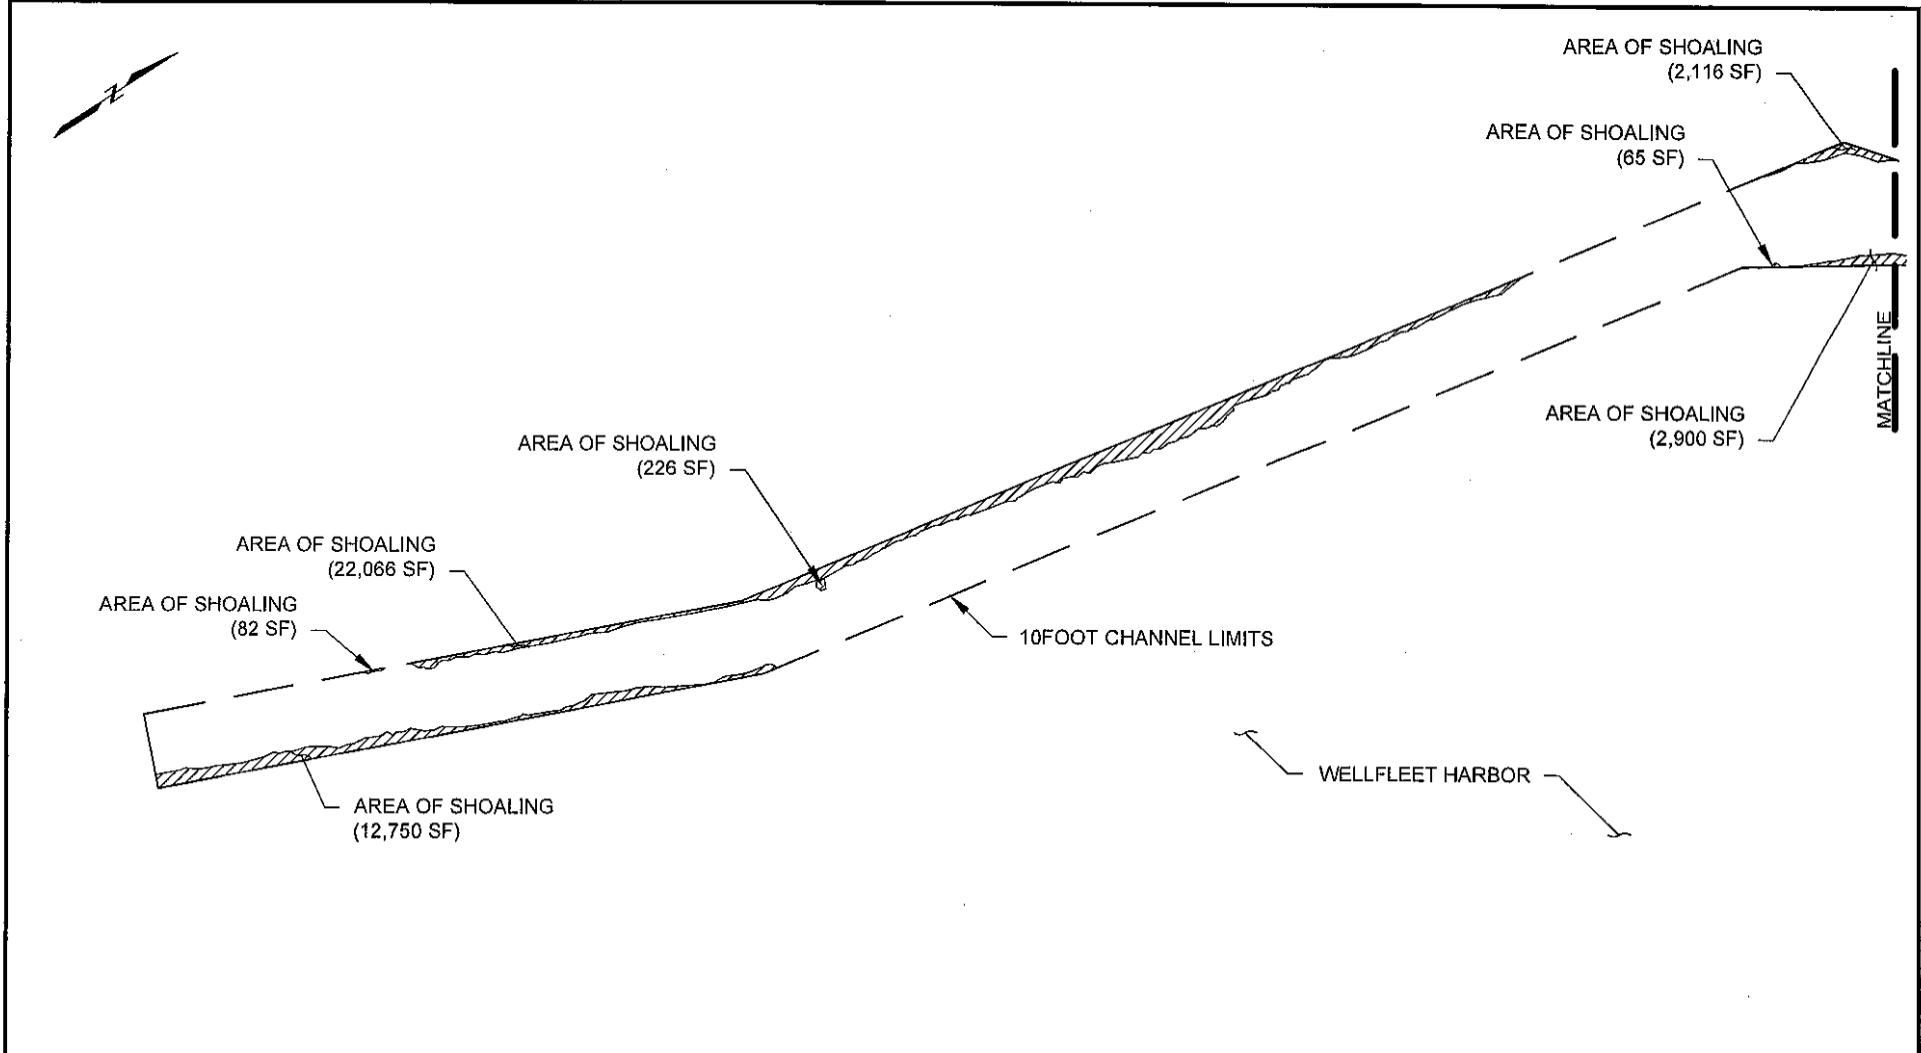 N
AREA OF SHOALING
(2,116 SF)
AREA OF SHOALING
(65 SF)
MATCHLINE
AREA OF SHOALING
(2,900 SF)
AREA OF SHOALING
(226 SF)
AREA OF SHOALING
(22,066 SF)
AREA OF SHOALING
(82 SF)
10FOOT CHANNEL LIMITS
WELLFLEET HARBOR
AREA OF SHOALING
(12,750 SF)